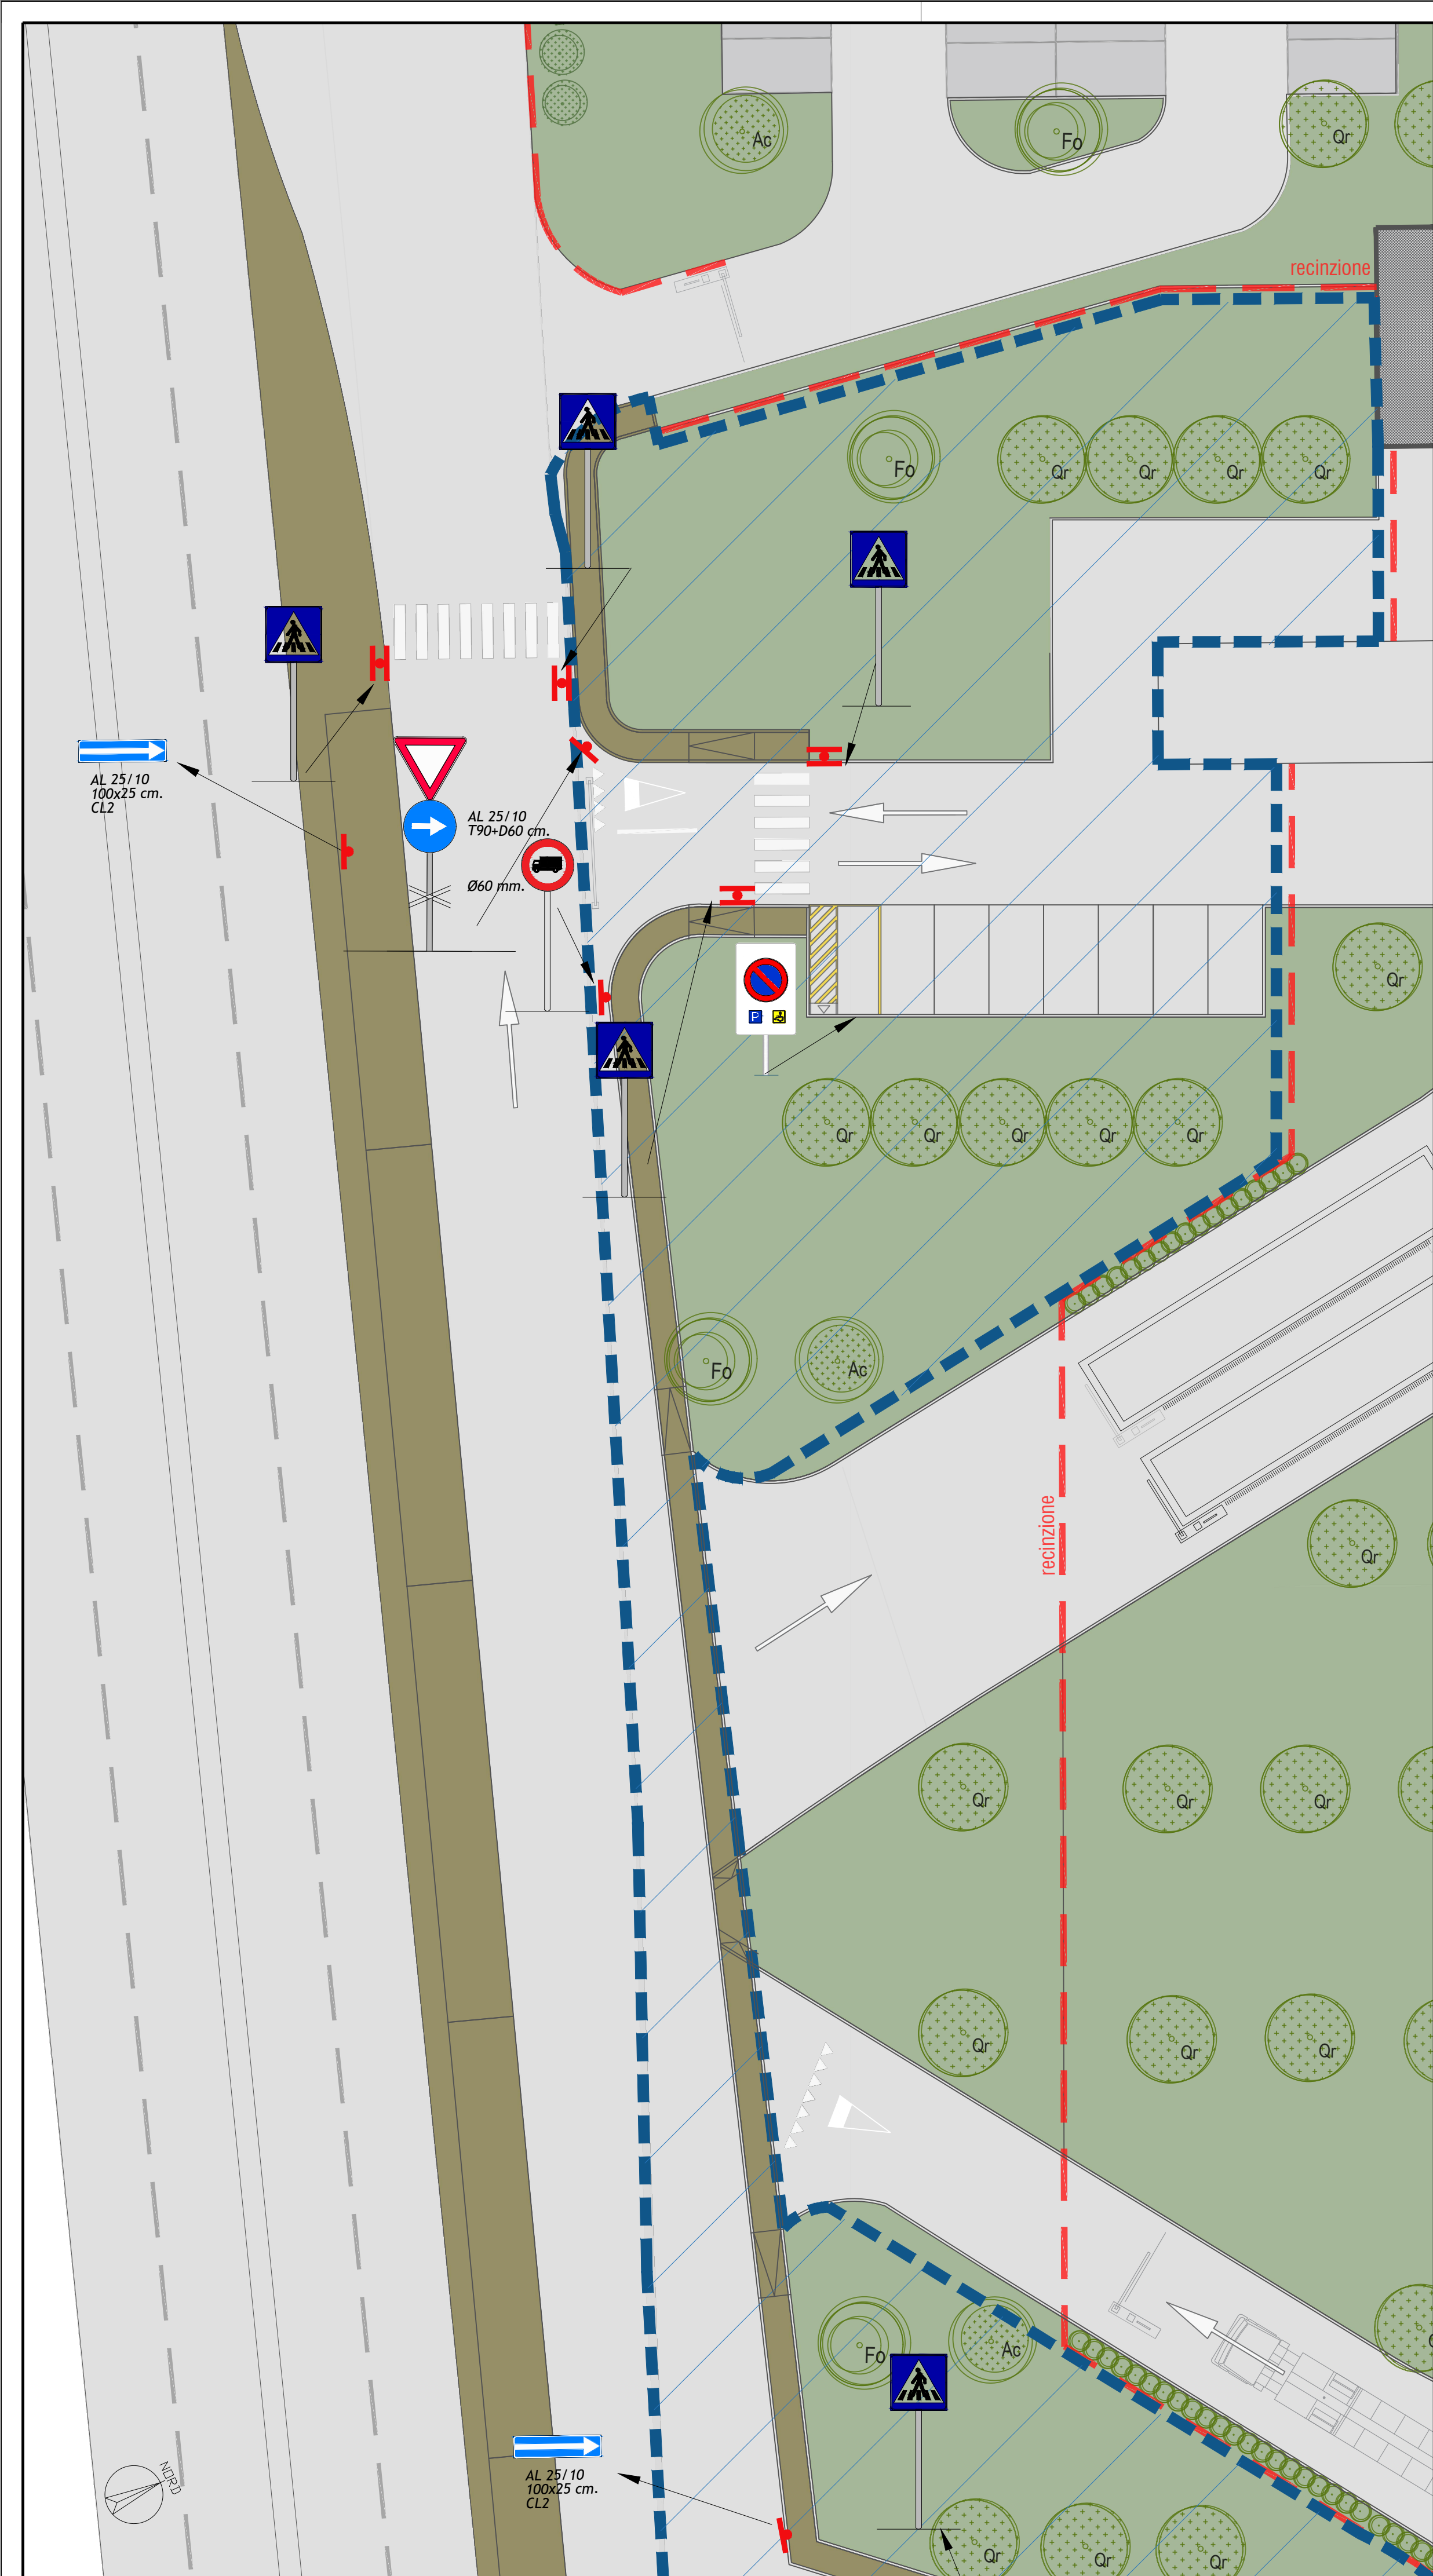 Ac
Fo
Qr
recinzione
Fo
Qr
Qr
Qr
Qr
AL 25/10
100x25 cm.
CL2
AL 25/10
T90+D60 cm.
Ø60 mm.
P
Qr
Qr
Qr
Qr
Qr
Qr
Fo
Ac
recinzione
Qr
Qr
Qr
Qr
Qr
Qr
Qr
Fo
Ac
NORD
AL 25/10
100x25 cm.
CL2
Qr
Qr
Qr